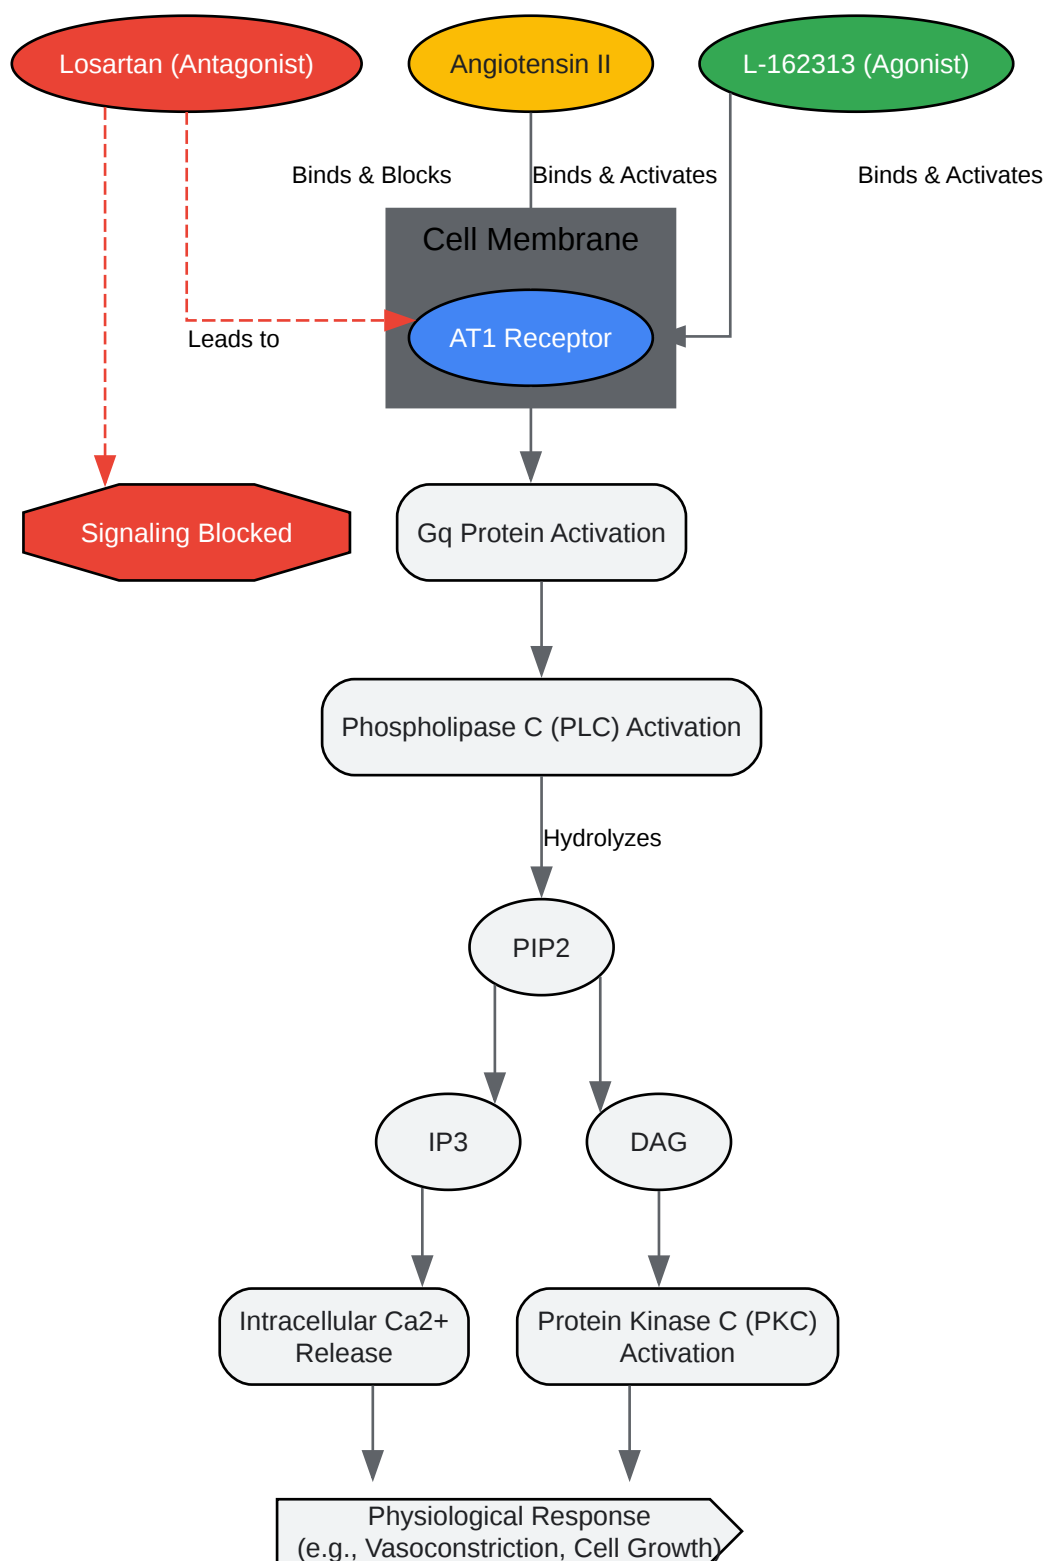 Losartan (Antagonist)
Angiotensin II
L-162313 (Agonist)
Binds & Blocks
Binds & Activates
Binds & Activates
Cell Membrane
AT1 Receptor
Leads to
Signaling Blocked
Gq Protein Activation
Phospholipase C (PLC) Activation
Hydrolyzes
PIP2
IP3
DAG
Intracellular Ca2+
Release
Protein Kinase C (PKC)
Activation
Physiological Response
(e.g., Vasoconstriction, Cell Growth)